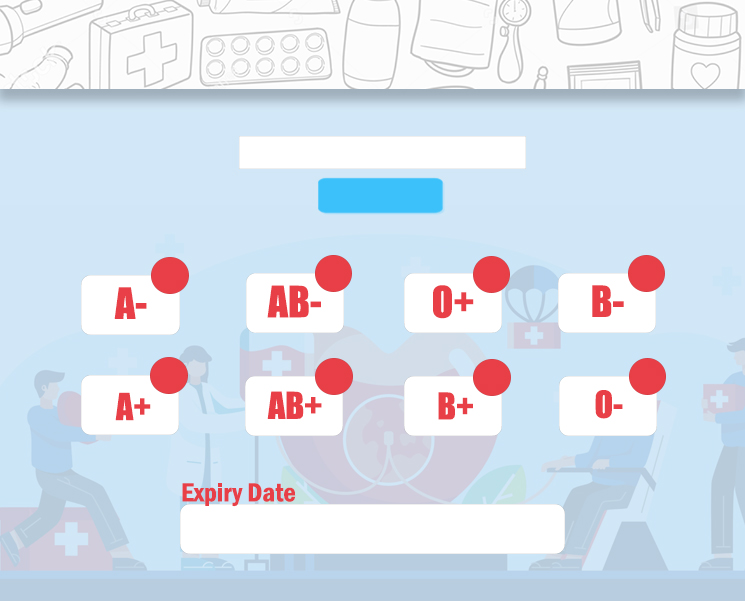 A- AB- O+ B-
A+ AB+ B+ O-
Expiry Date